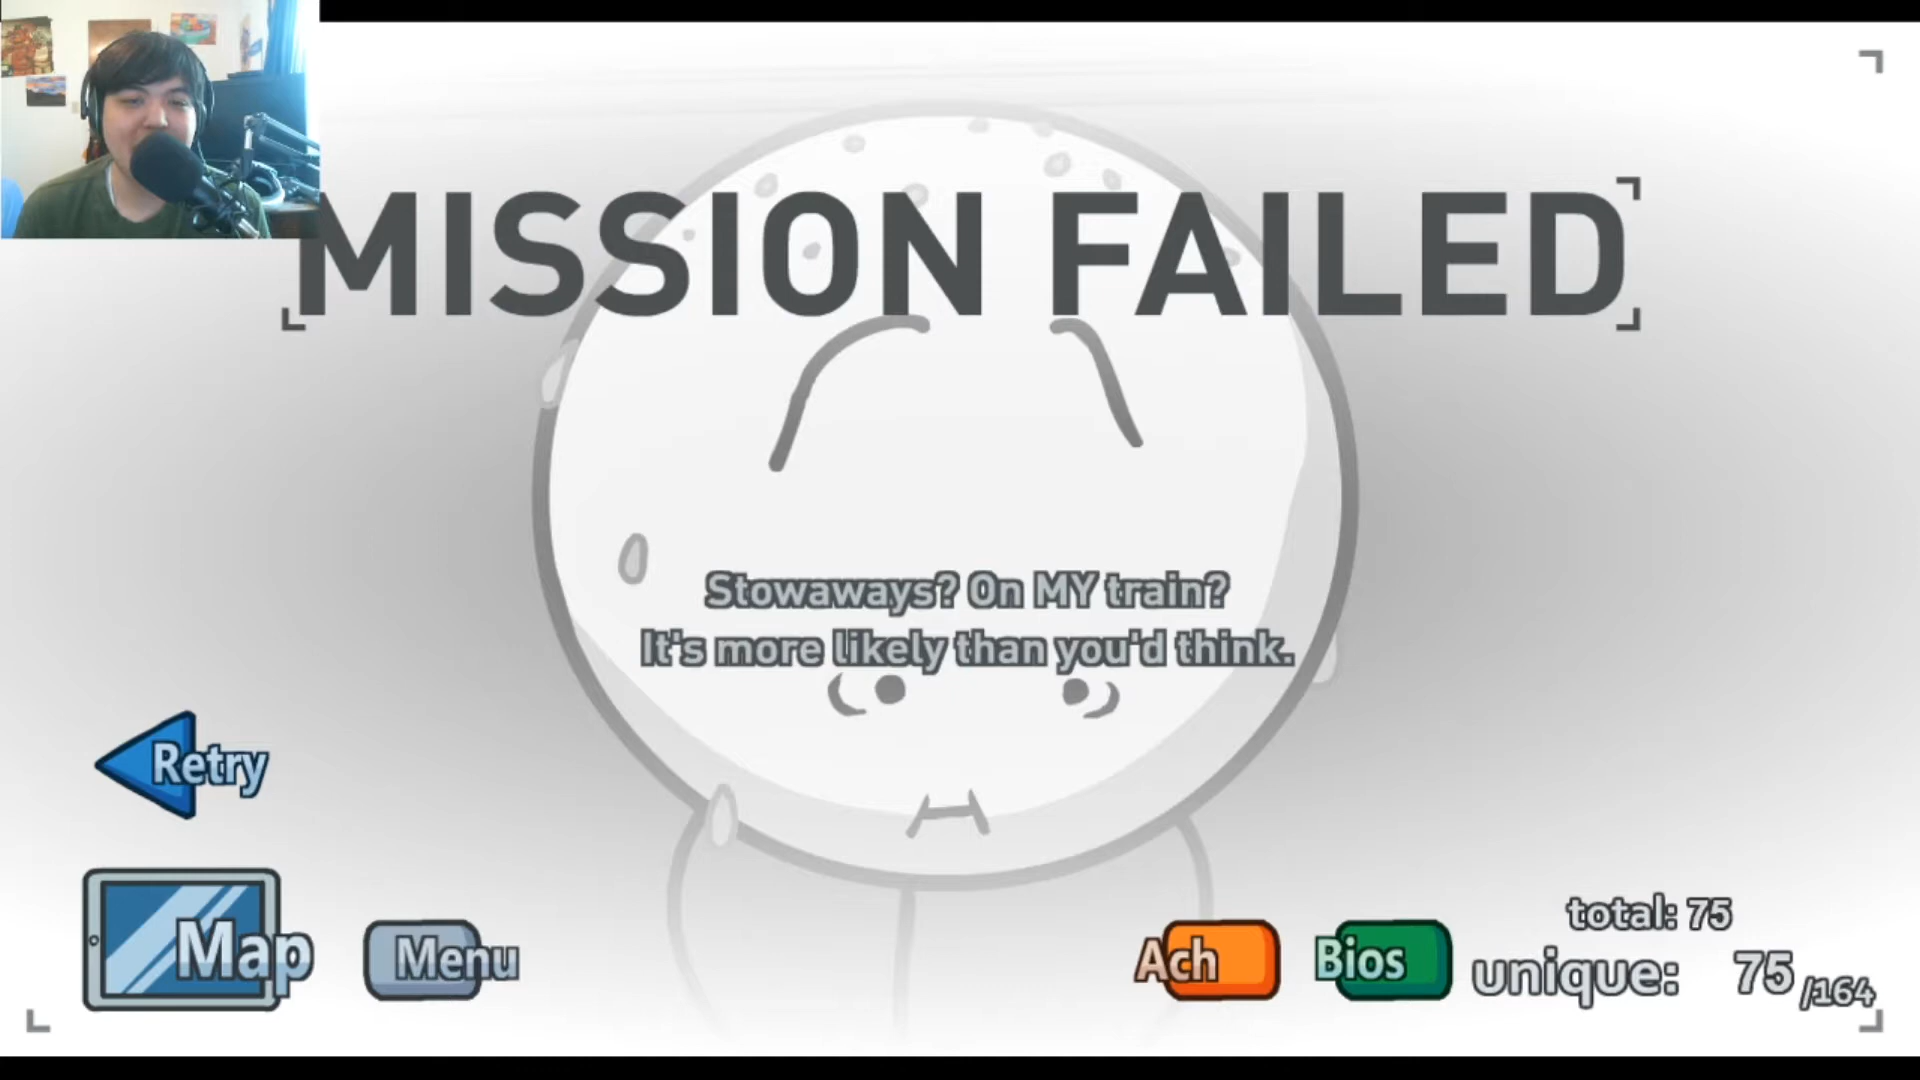 MISSION FAILED
Stowaways? On MY train?
It's more likely than you'd think.
Retry
Map
Menu
Ach
Bios
total: 75
unique: 75 /164